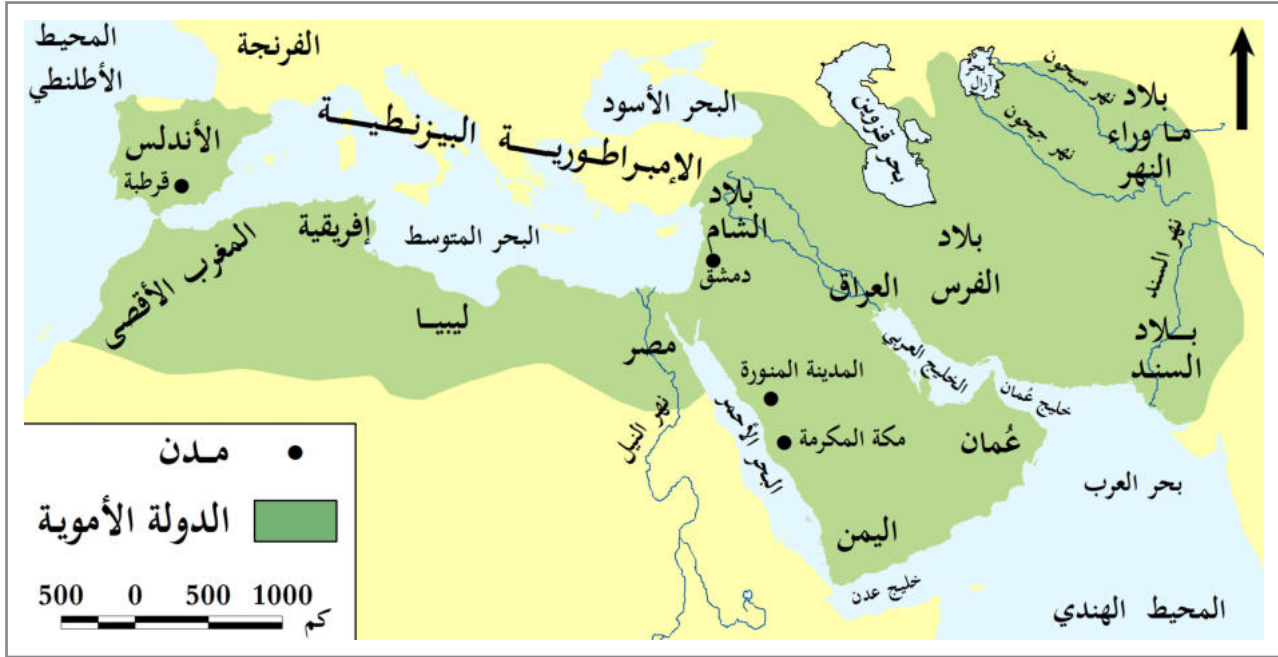 المحيط
الأطلنطي
الفرنجة
الأندلس
قرطبة
الإمبراطورية البيزنطية
البحر الأسود
بحر قزوين
بحر
آرال
نهر سيحون
نهر جيحون
بلاد
ما وراء
النهر
المغرب الأقصى
إفريقية
البحر المتوسط
بلاد
الشام
دمشق
العراق
بلاد
الفرس
نهر السند
بلاد
السند
ليبيا
مصر
نهر النيل
البحر الأحمر
المدينة المنورة
مكة المكرمة
الخليج العربي
خليج عُمان
عُمان
بحر العرب
اليمن
خليج عدن
المحيط الهندي
مدن
الدولة الأموية
500 0 500 1000
كم